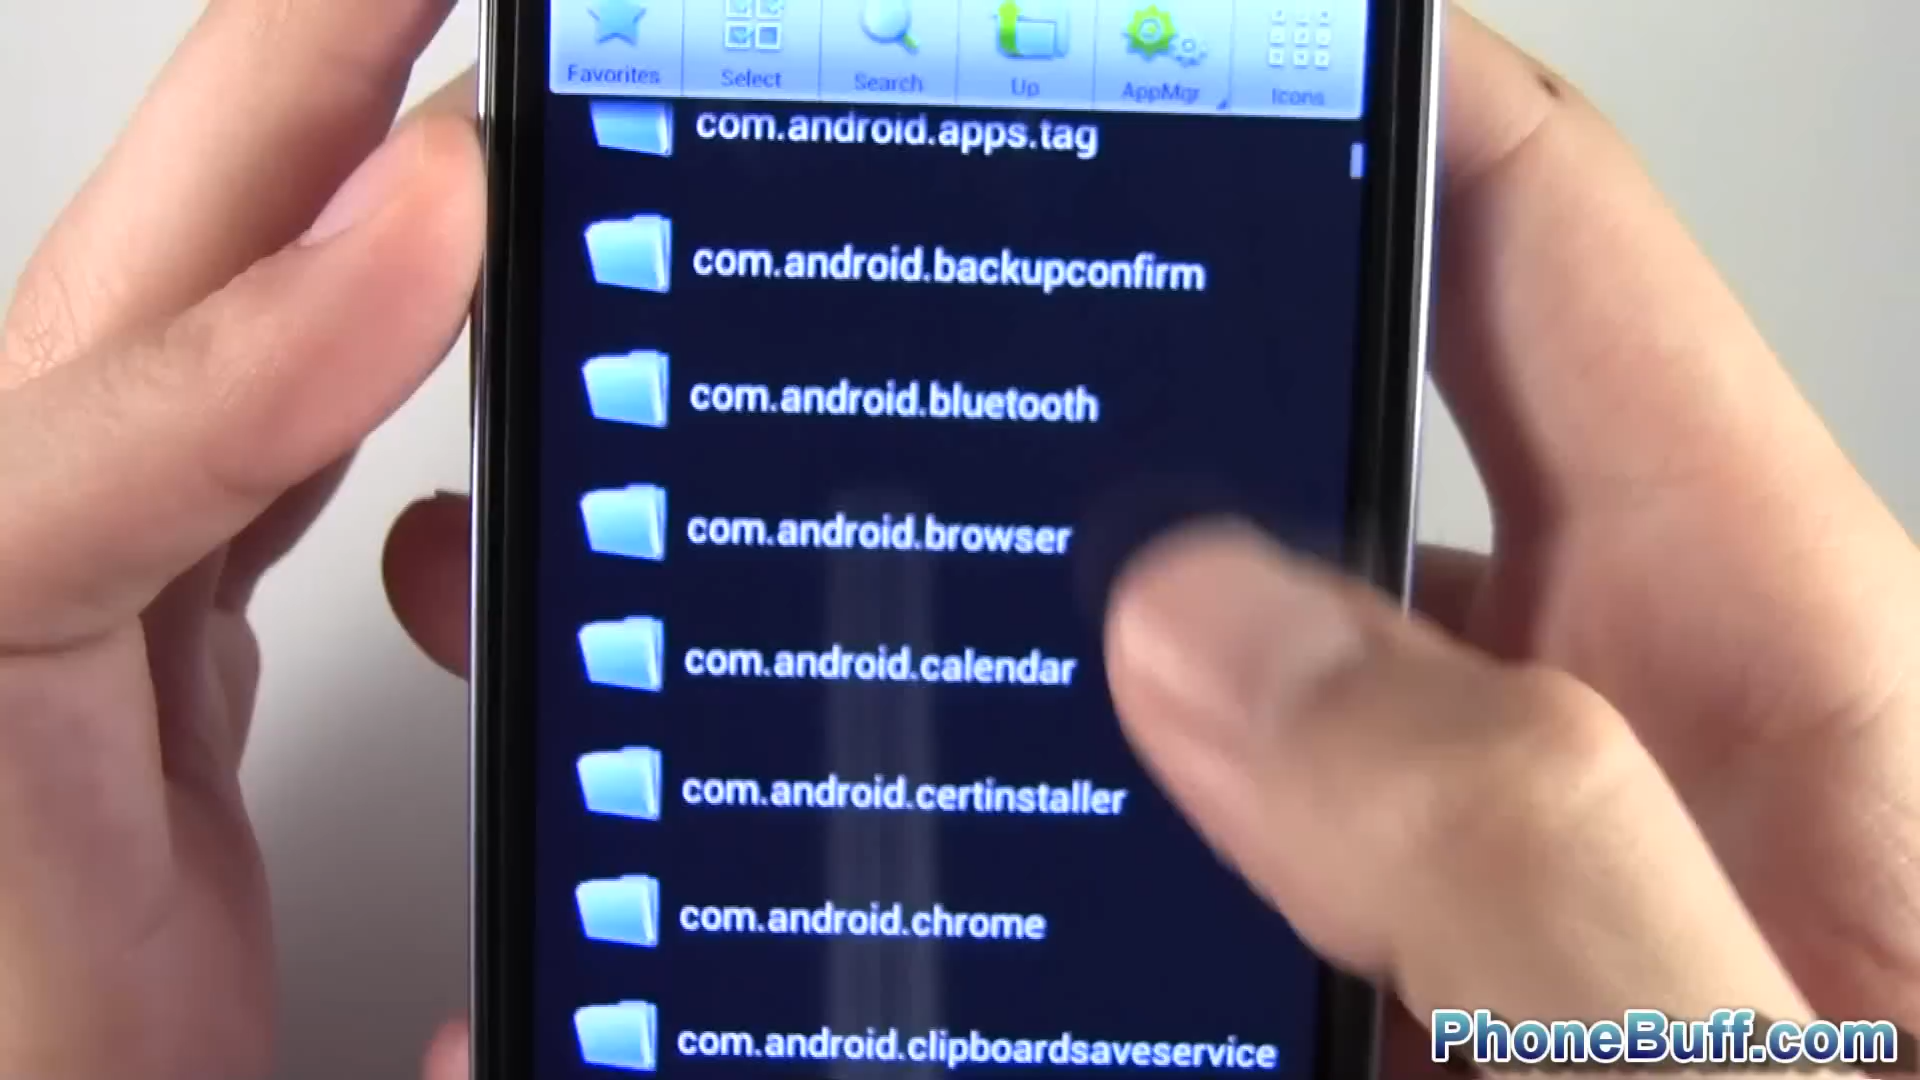 Favorites
Select
Search
Up
AppMgr
Icons
com.android.apps.tag
com.android.backupconfirm
com.android.bluetooth
com.android.browser
com.android.calendar
com.android.certinstaller
com.android.chrome
com.android.clipboardsaveservice
PhoneBuff.com